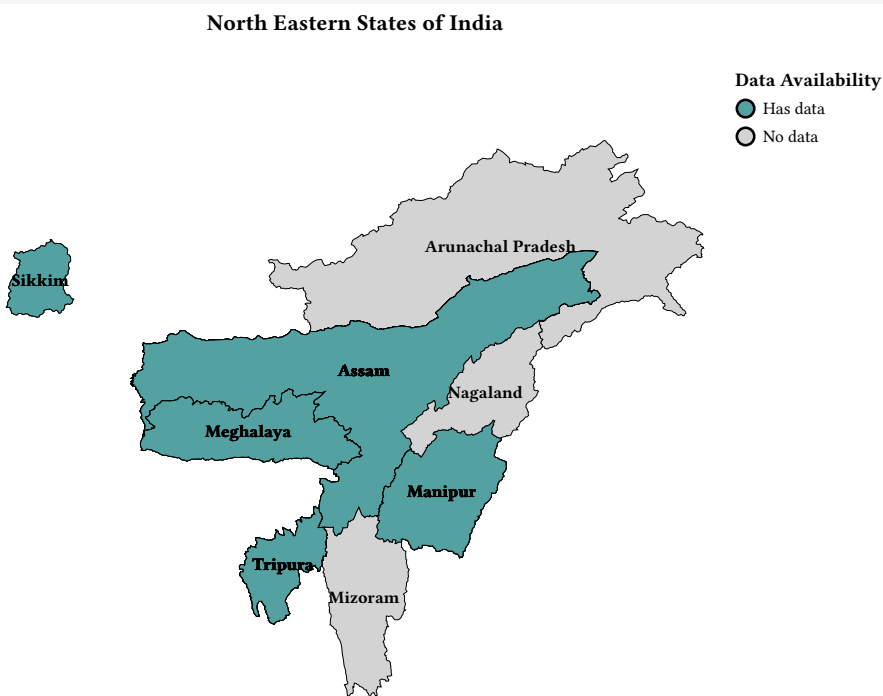 North Eastern States of India
Data Availability
Has data
No data
Arunachal Pradesh
Sikkim
Assam
Nagaland
Meghalaya
Manipur
Tripura
Mizoram